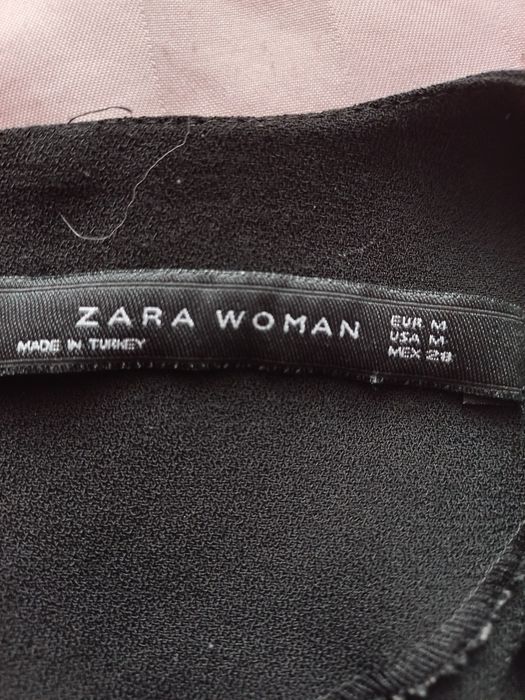 ZARA WOMAN
MADE IN TURKEY
EUR M
USA M
MEX 28